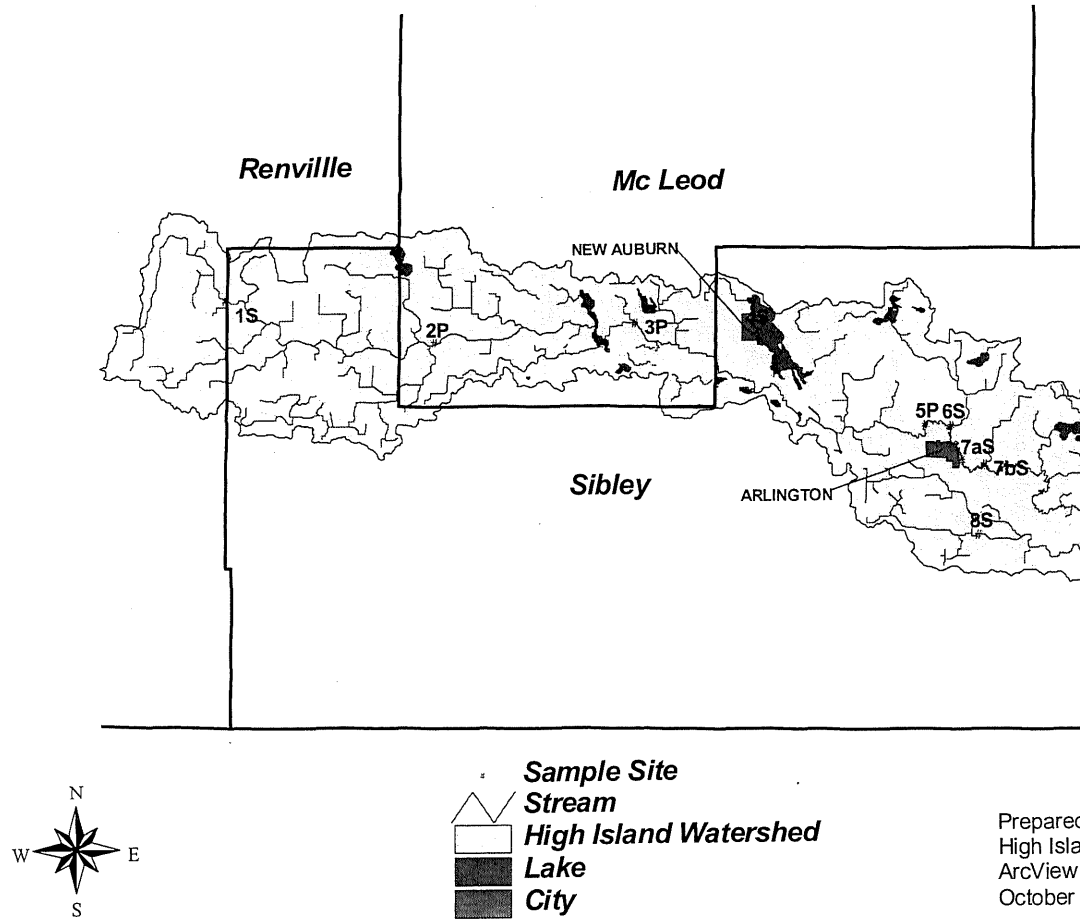 Renvillle
Mc Leod
NEW AUBURN
1S
2P
3P
5P 6S
7aS
7bS
Sibley
ARLINGTON
8S
Sample Site
Stream
High Island Watershed
Lake
City
N
W E
S
Prepared
High Isla
ArcView
October